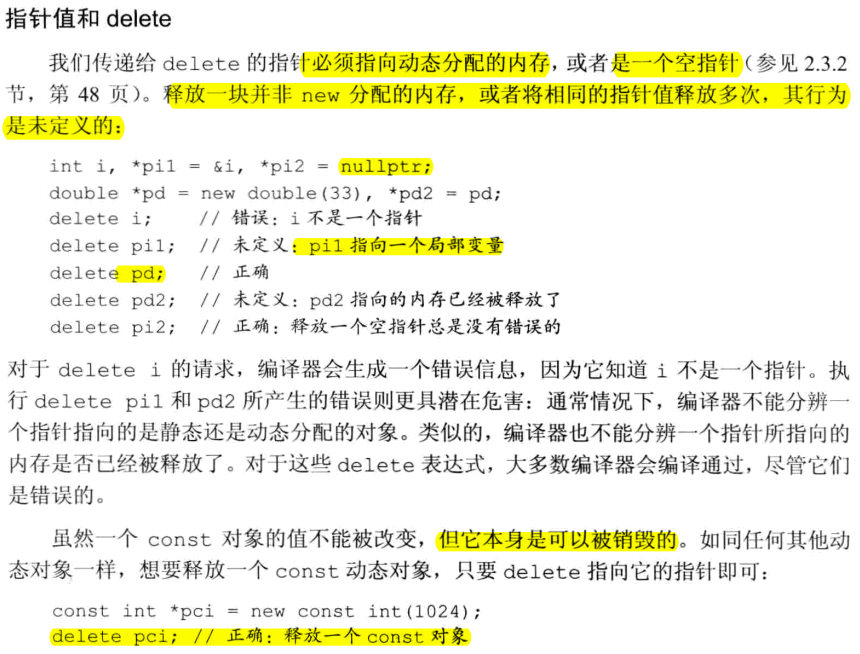 指针值和 delete
我们传递给 delete 的指针必须指向动态分配的内存，或者是一个空指针（参见 2.3.2
节，第 48 页）。释放一块并非 new 分配的内存，或者将相同的指针值释放多次，其行为
是未定义的：
int i, *pi1 = &i, *pi2 = nullptr;
double *pd = new double(33), *pd2 = pd;
delete i; // 错误：i 不是一个指针
delete pi1; // 未定义：pi1 指向一个局部变量
delete pd; // 正确
delete pd2; // 未定义：pd2 指向的内存已经被释放了
delete pi2; // 正确：释放一个空指针总是没有错误的
对于 delete i 的请求，编译器会生成一个错误信息，因为它知道 i 不是一个指针。执
行 delete pi1 和 pd2 所产生的错误则更具潜在危害：通常情况下，编译器不能分辨一
个指针指向的是静态还是动态分配的对象。类似的，编译器也不能分辨一个指针所指向的
内存是否已经被释放了。对于这些 delete 表达式，大多数编译器会编译通过，尽管它们
是错误的。
虽然一个 const 对象的值不能被改变，但它本身是可以被销毁的。如同任何其他动
态对象一样，想要释放一个 const 动态对象，只要 delete 指向它的指针即可：
const int *pci = new const int(1024);
delete pci; // 正确：释放一个 const 对象